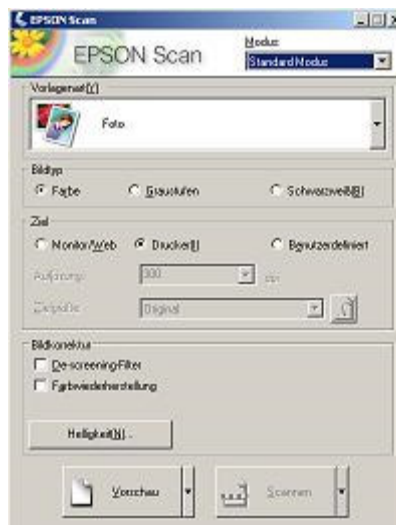 EPSON Scan
EPSON Scan
Modus:
Standard Modus
Vorlagenart(Y)
Foto
Bildtyp
Farbe Graustufen Schwarzweiß(B)
Ziel
Monitor/Web Drucker(I) Benutzerdefiniert
Auflösung: 300 dpi
Zielgröße: Original
Bildkorrektur
De-screening-Filter
Farbwiederherstellung
Helligkeit(N)...
Vorschau Scannen